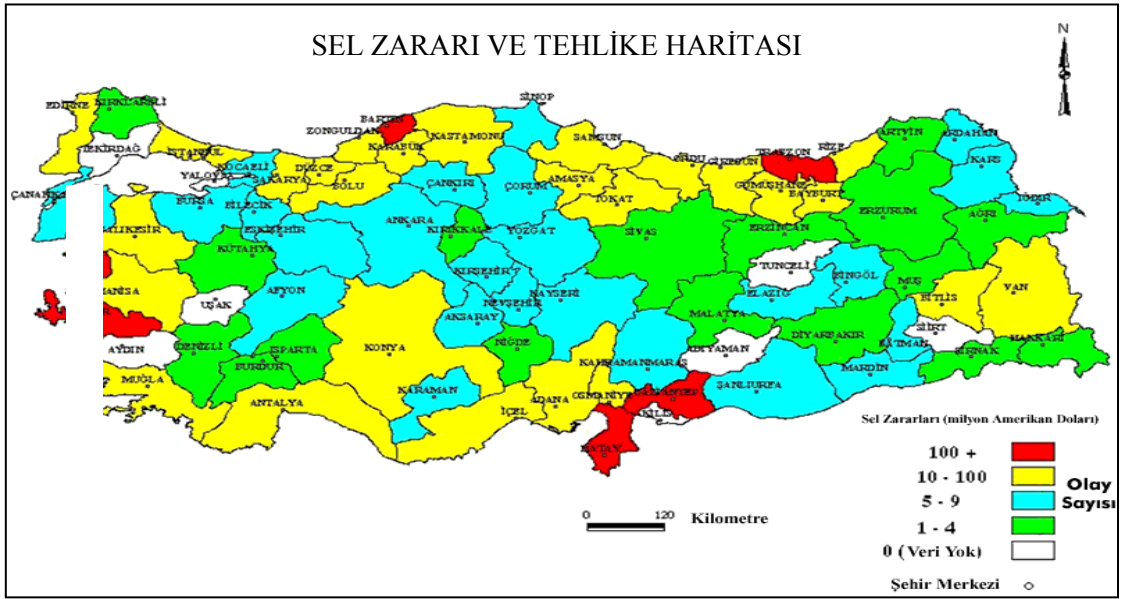 SEL ZARARI VE TEHLİKE HARİTASI
N
EDİRNE
KIRKLARELİ
TEKİRDAĞ
İSTANBUL
YALOVA
KOCAELİ
SAKARYA
DÜZCE
BOLU
ZONGULDAK
BARTIN
KARABÜK
KASTAMONU
SİNOP
SAMSUN
ORDU
GİRESUN
TRABZON
RİZE
ARTVİN
ARDAHAN
KARS
IĞDIR
BURSA
BİLECİK
ESKİŞEHİR
ANKARA
ÇANKIRI
ÇORUM
AMASYA
TOKAT
GÜMÜŞHANE
BAYBURT
ERZURUM
AĞRI
KÜTAHYA
KIRIKKALE
YOZGAT
SİVAS
ERZİNCAN
TUNCELİ
BİNGÖL
MUŞ
BİTLİS
VAN
UŞAK
AFYON
KIRŞEHİR
NEVŞEHİR
KAYSERİ
AKSARAY
ELAZIĞ
MALATYA
DİYARBAKIR
SİİRT
BATMAN
HAKKARİ
ŞIRNAK
AYDIN
DENİZLİ
ISPARTA
BURDUR
KONYA
NİĞDE
KAHRAMANMARAŞ
ADIYAMAN
ŞANLIURFA
MARDİN
MUĞLA
ANTALYA
KARAMAN
İÇEL
ADANA
OSMANİYE
GAZİANTEP
KİLİS
HATAY
Sel Zararları (milyon Amerikan Doları)
100 +
10 - 100
5 - 9
1 - 4
0 ( Veri Yok)
Olay
Sayısı
Şehir Merkezi
0 120 Kilometre